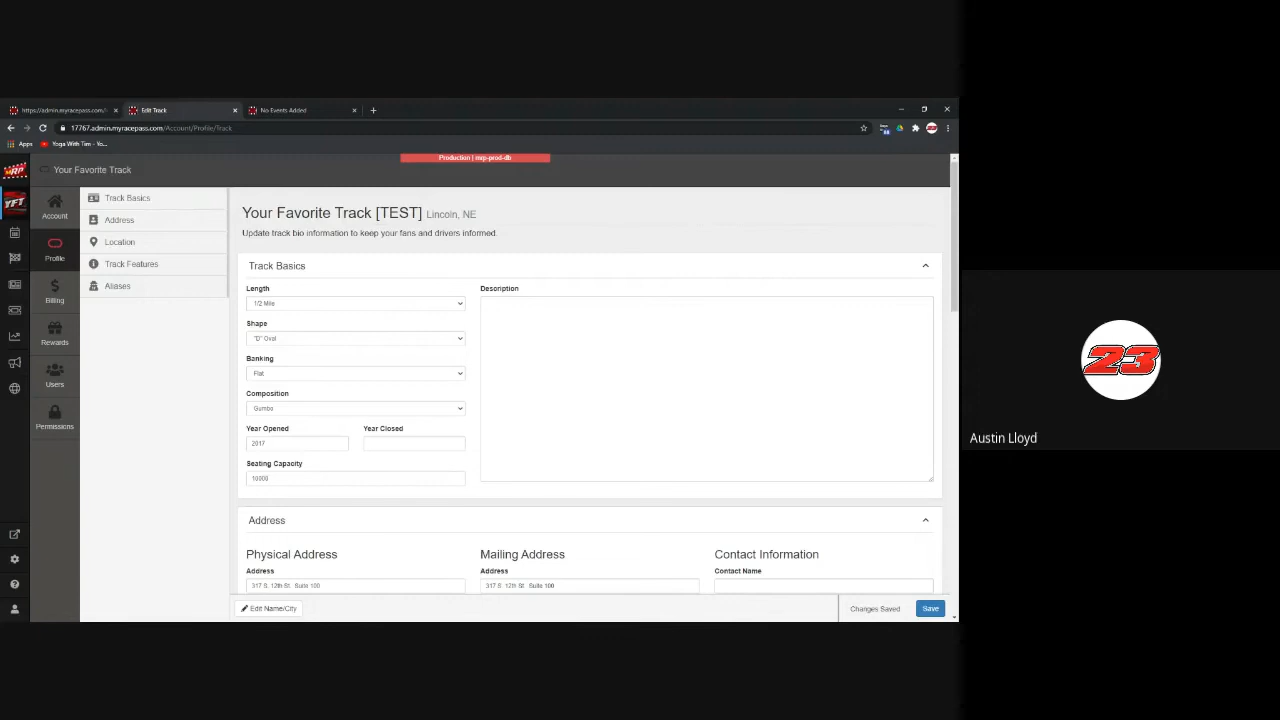 https://admin.myracepass.com/
Edit Track
No Events Added
17767.admin.myracepass.com/Account/Profile/Track
Apps
Yoga With Tim - Yo...
Production | mrp-prod-db
MRP
Your Favorite Track
YFT
Account
Profile
Billing
Rewards
Users
Permissions
Track Basics
Address
Location
Track Features
Aliases
Your Favorite Track [TEST] Lincoln, NE
Update track bio information to keep your fans and drivers informed.
Track Basics
Length
1/2 Mile
Shape
"D" Oval
Banking
Flat
Composition
Gumbo
Year Opened
Year Closed
2017
Seating Capacity
10000
Description
Address
Physical Address
Address
317 S. 12th St. Suite 100
Mailing Address
Address
317 S. 12th St. Suite 100
Contact Information
Contact Name
Edit Name/City
Changes Saved
Save
23
Austin Lloyd